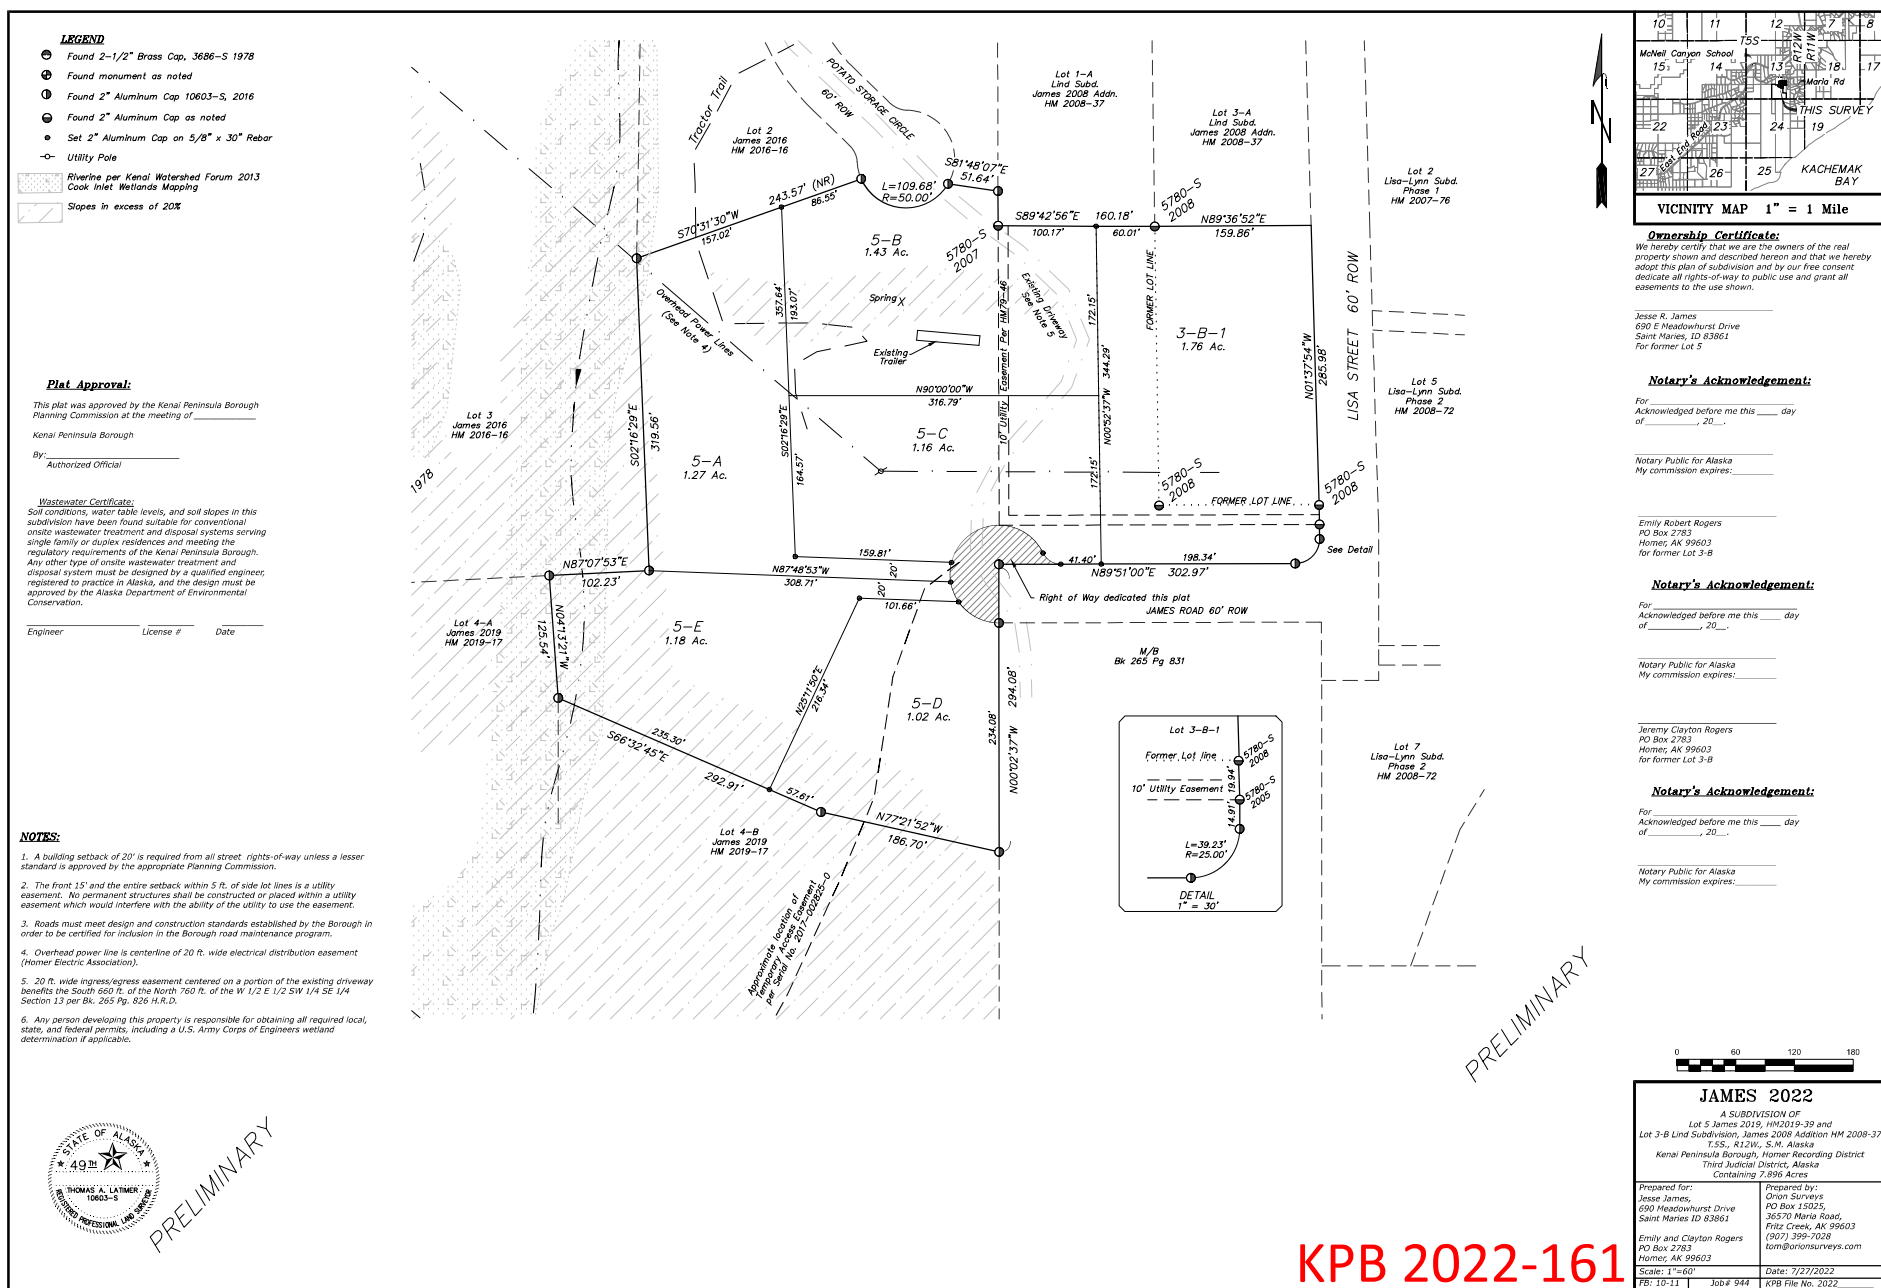 LEGEND
Found 2-1/2" Brass Cap, 3686-S 1978
Found monument as noted
Found 2" Aluminum Cap 10603-S, 2016
Found 2" Aluminum Cap as noted
Set 2" Aluminum Cap on 5/8" x 30" Rebar
Utility Pole
Riverine per Kenai Watershed Forum 2013
Cook Inlet Wetlands Mapping
Slopes in excess of 20%
Plat Approval:
This plat was approved by the Kenai Peninsula Borough
Planning Commission at the meeting of
Kenai Peninsula Borough
By:
Authorized Official
Wastewater Certificate:
Soil conditions, water table levels, and soil slopes in this
subdivision have been found suitable for conventional
onsite wastewater treatment and disposal systems serving
single family or duplex residences and meeting the
regulatory requirements of the Kenai Peninsula Borough.
Any other type of onsite wastewater treatment and
disposal system must be designed by a qualified engineer,
registered to practice in Alaska, and the design must be
approved by the Alaska Department of Environmental
Conservation.
Engineer License # Date
NOTES:
1. A building setback of 20' is required from all street rights-of-way unless a lesser
standard is approved by the appropriate Planning Commission.
2. The front 15' and the entire setback within 5 ft. of side lot lines is a utility
easement. No permanent structures shall be constructed or placed within a utility
easement which would interfere with the ability of the utility to use the easement.
3. Roads must meet design and construction standards established by the Borough in
order to be certified for inclusion in the Borough road maintenance program.
4. Overhead power line is centerline of 20 ft. wide electrical distribution easement
(Homer Electric Association).
5. 20 ft. wide ingress/egress easement centered on a portion of the existing driveway
benefits the South 660 ft. of the North 760 ft. of the W 1/2 E 1/2 SW 1/4 SE 1/4
Section 13 per Bk. 265 Pg. 826 H.R.D.
6. Any person developing this property is responsible for obtaining all required local,
state, and federal permits, including a U.S. Army Corps of Engineers wetland
determination if applicable.
STATE OF ALASKA
49TH
THOMAS A. LATIMER
10603-S
REGISTERED PROFESSIONAL LAND SURVEYOR
PRELIMINARY
Tractor Trail
POTATO STORAGE CIRCLE
60' ROW
Lot 2
James 2016
HM 2016-16
Lot 1-A
Lind Subd.
James 2008 Addn.
HM 2008-37
Lot 3-A
Lind Subd.
James 2008 Addn.
HM 2008-37
Lot 2
Lisa-Lynn Subd.
Phase 1
HM 2007-76
243.57' (NR)
86.55'
S70°31'30"W
157.02'
L=109.68'
R=50.00'
S81°48'07"E
51.64'
5780-S
2008
5780-S
2007
S89°42'56"E 160.18'
100.17' 60.01'
N89°36'52"E
159.86'
5-B
1.43 Ac.
Spring X
Existing
Trailer
Overhead Power Lines
(See Note 4)
357.64'
193.07'
Existing Driveway
See Note 5
10' Utility Easement Per HM79-46
172.15'
344.29'
N00°52'37"W
172.15'
FORMER LOT LINE
3-B-1
1.76 Ac.
N01°37'54"W
285.98'
LISA STREET 60' ROW
Lot 5
Lisa-Lynn Subd.
Phase 2
HM 2008-72
N90°00'00"W
316.79'
Lot 3
James 2016
HM 2016-16
1978
S02°16'29"E
319.56'
5-A
1.27 Ac.
S02°16'29"E
164.57'
5-C
1.16 Ac.
5780-S
2008
FORMER LOT LINE
5780-S
2008
See Detail
159.81'
N87°48'53"W
308.71'
20'
20'
101.66'
41.40'
198.34'
N89°51'00"E 302.97'
Right of Way dedicated this plat
JAMES ROAD 60' ROW
N87°07'53"E
102.23'
N04°13'21"W
125.54'
Lot 4-A
James 2019
HM 2019-17
5-E
1.18 Ac.
N25°11'50"E
216.34'
5-D
1.02 Ac.
M/B
Bk 265 Pg 831
234.08'
N00°02'37"W 294.08'
235.30'
S66°32'45"E
292.91'
57.61'
N77°21'52"W
186.70'
Lot 4-B
James 2019
HM 2019-17
Approximate location of
Temporary Access Easement
per Serial No. 2017-002825-0
Lot 3-B-1
Former Lot line
5780-S
2008
19.94'
10' Utility Easement
5780-S
2005
14.91'
L=39.23'
R=25.00'
DETAIL
1" = 30'
Lot 7
Lisa-Lynn Subd.
Phase 2
HM 2008-72
PRELIMINARY
N
10 11 12 7 8
T5S
R12W
R11W
McNeil Canyon School
15 14 13 18 17
Maria Rd
THIS SURVEY
22 23 24 19
East End Road
27 26 25
KACHEMAK
BAY
VICINITY MAP 1" = 1 Mile
Ownership Certificate:
We hereby certify that we are the owners of the real
property shown and described hereon and that we hereby
adopt this plan of subdivision and by our free consent
dedicate all rights-of-way to public use and grant all
easements to the use shown.
Jesse R. James
690 E Meadowhurst Drive
Saint Maries, ID 83861
For former Lot 5
Notary's Acknowledgement:
For
Acknowledged before me this ____ day
of __________, 20__.
Notary Public for Alaska
My commission expires:
Emily Robert Rogers
PO Box 2783
Homer, AK 99603
for former Lot 3-B
Notary's Acknowledgement:
For
Acknowledged before me this ____ day
of __________, 20__.
Notary Public for Alaska
My commission expires:
Jeremy Clayton Rogers
PO Box 2783
Homer, AK 99603
for former Lot 3-B
Notary's Acknowledgement:
For
Acknowledged before me this ____ day
of __________, 20__.
Notary Public for Alaska
My commission expires:
0 60 120 180
JAMES 2022
A SUBDIVISION OF
Lot 5 James 2019, HM2019-39 and
Lot 3-B Lind Subdivision, James 2008 Addition HM 2008-37
T.5S., R12W., S.M. Alaska
Kenai Peninsula Borough, Homer Recording District
Third Judicial District, Alaska
Containing 7.896 Acres
Prepared for:
Jesse James,
690 Meadowhurst Drive
Saint Maries ID 83861
Emily and Clayton Rogers
PO Box 2783
Homer, AK 99603
Prepared by:
Orion Surveys
PO Box 15025,
36570 Maria Road,
Fritz Creek, AK 99603
(907) 399-7028
tom@orionsurveys.com
Scale: 1"=60' Date: 7/27/2022
FB: 10-11 Job# 944 KPB File No. 2022
KPB 2022-161